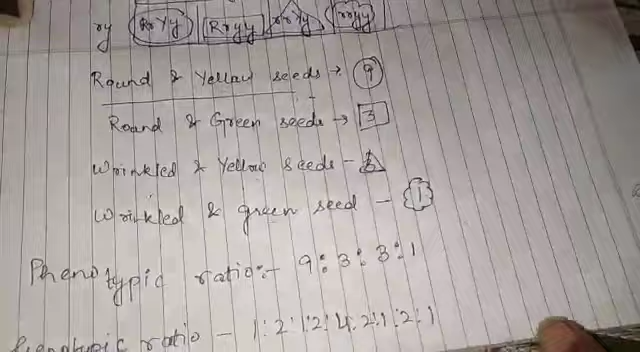 ry RrYy Rryy rrYy rryy
Round & Yellow seeds → 9
Round & Green seeds → 3
Wrinkled & Yellow seeds - 3
Wrinkled & green seed - 1
Phenotypic ratio:- 9:3:3:1
Genotypic ratio - 1:2:1:2:4:2:1:2:1